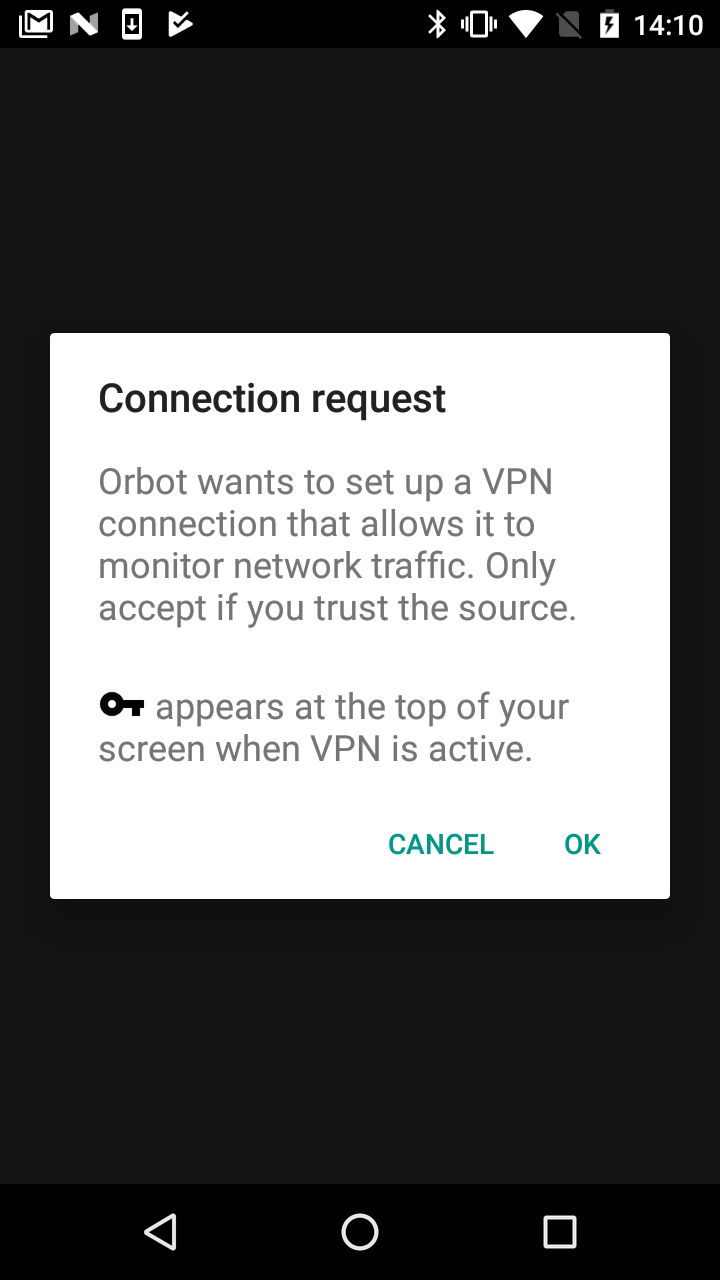 14:10
Connection request
Orbot wants to set up a VPN
connection that allows it to
monitor network traffic. Only
accept if you trust the source.
appears at the top of your
screen when VPN is active.
CANCEL OK